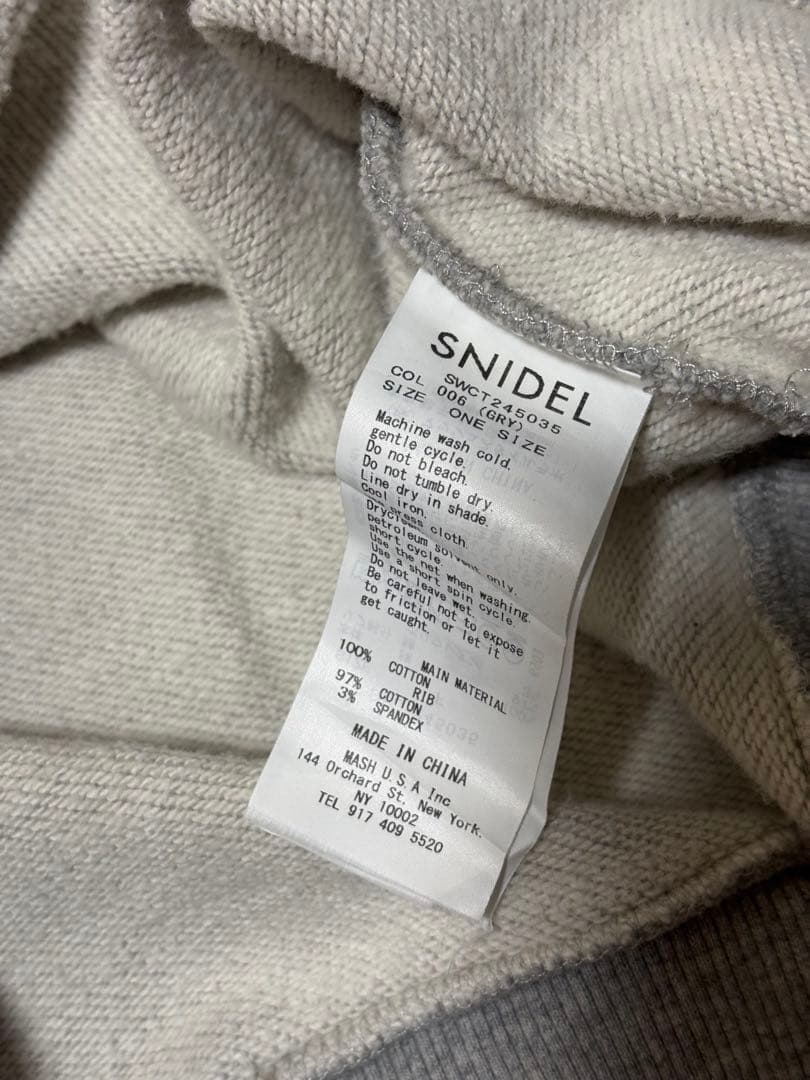 SNIDEL
SWCT245035
COL 006 (GRY)
SIZE ONE SIZE
Machine wash cold.
gentle cycle.
Do not bleach.
Do not tumble dry.
Line dry in shade.
Cool iron.
press cloth.
petroleum solvent only.
short cycle.
Use the net when washing.
Use a short spin cycle.
Do not leave wet.
Be careful not to expose
to friction or let it
get caught.
MAIN MATERIAL
100% COTTON
RIB
97% COTTON
3% SPANDEX
MADE IN CHINA
MASH U.S.A Inc
144 Orchard St. New York.
NY 10002
TEL 917 409 5520